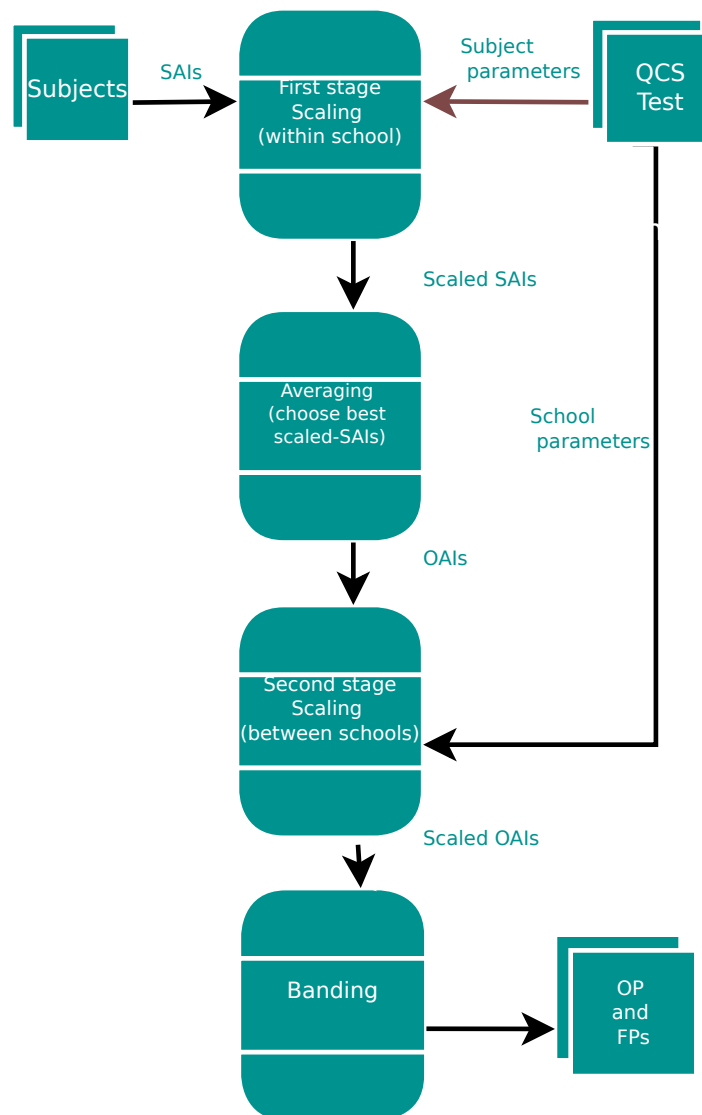 Subjects
SAIs
First stage
Scaling
(within school)
Subject
parameters
QCS
Test
Scaled SAIs
Averaging
(choose best
scaled-SAIs)
School
parameters
OAIs
Second stage
Scaling
(between schools)
Scaled OAIs
Banding
OP
and
FPs